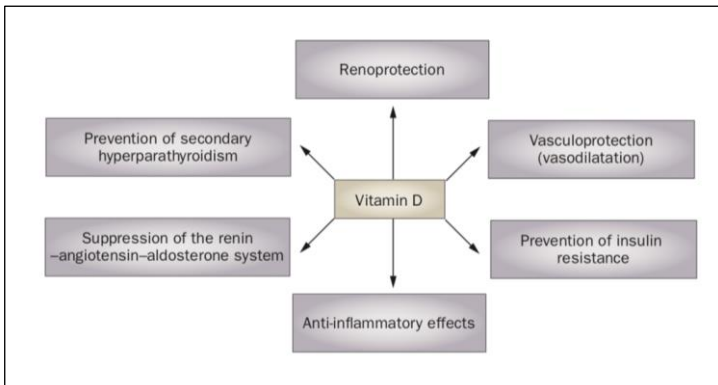 Renoprotection
Prevention of secondary
hyperparathyroidism
Vasculoprotection
(vasodilatation)
Vitamin D
Suppression of the renin
–angiotensin–aldosterone system
Prevention of insulin
resistance
Anti-inflammatory effects